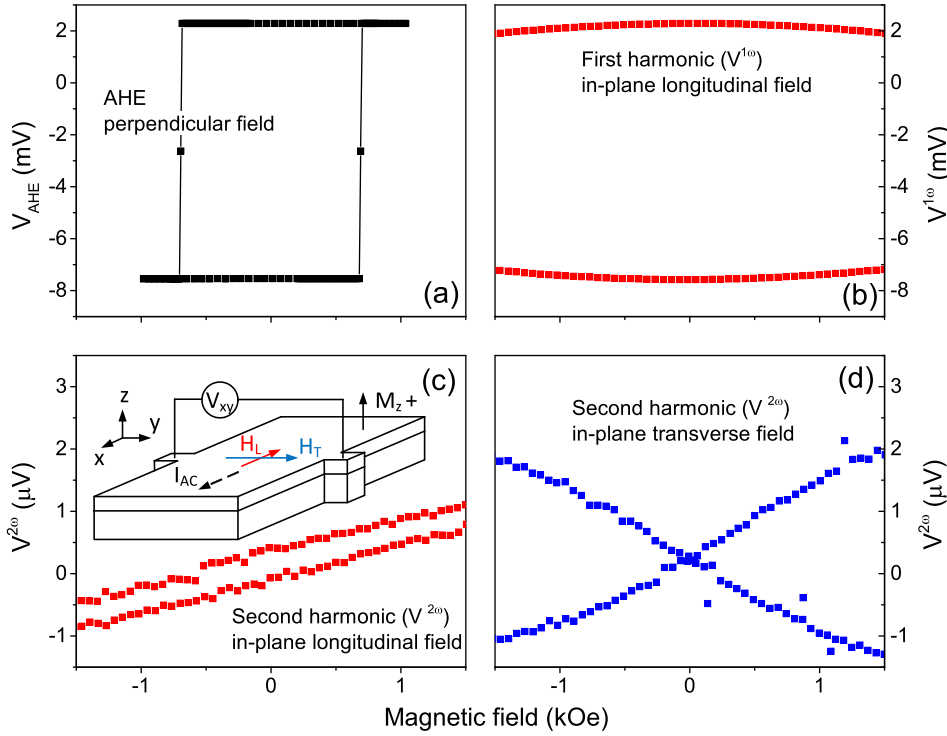 2
0
-2
-4
-6
-8
V_AHE (mV)
AHE
perpendicular field
(a)
First harmonic (V^1ω)
in-plane longitudinal field
(b)
2
0
-2
-4
-6
-8
V^1ω (mV)
3
2
1
0
-1
V^2ω (μV)
(c)
z
y
x
V_xy
M_z +
H_L
H_T
I_AC
Second harmonic (V^2ω)
in-plane longitudinal field
-1
0
1
(d)
Second harmonic (V^2ω)
in-plane transverse field
3
2
1
0
-1
V^2ω (μV)
-1
0
1
Magnetic field (kOe)